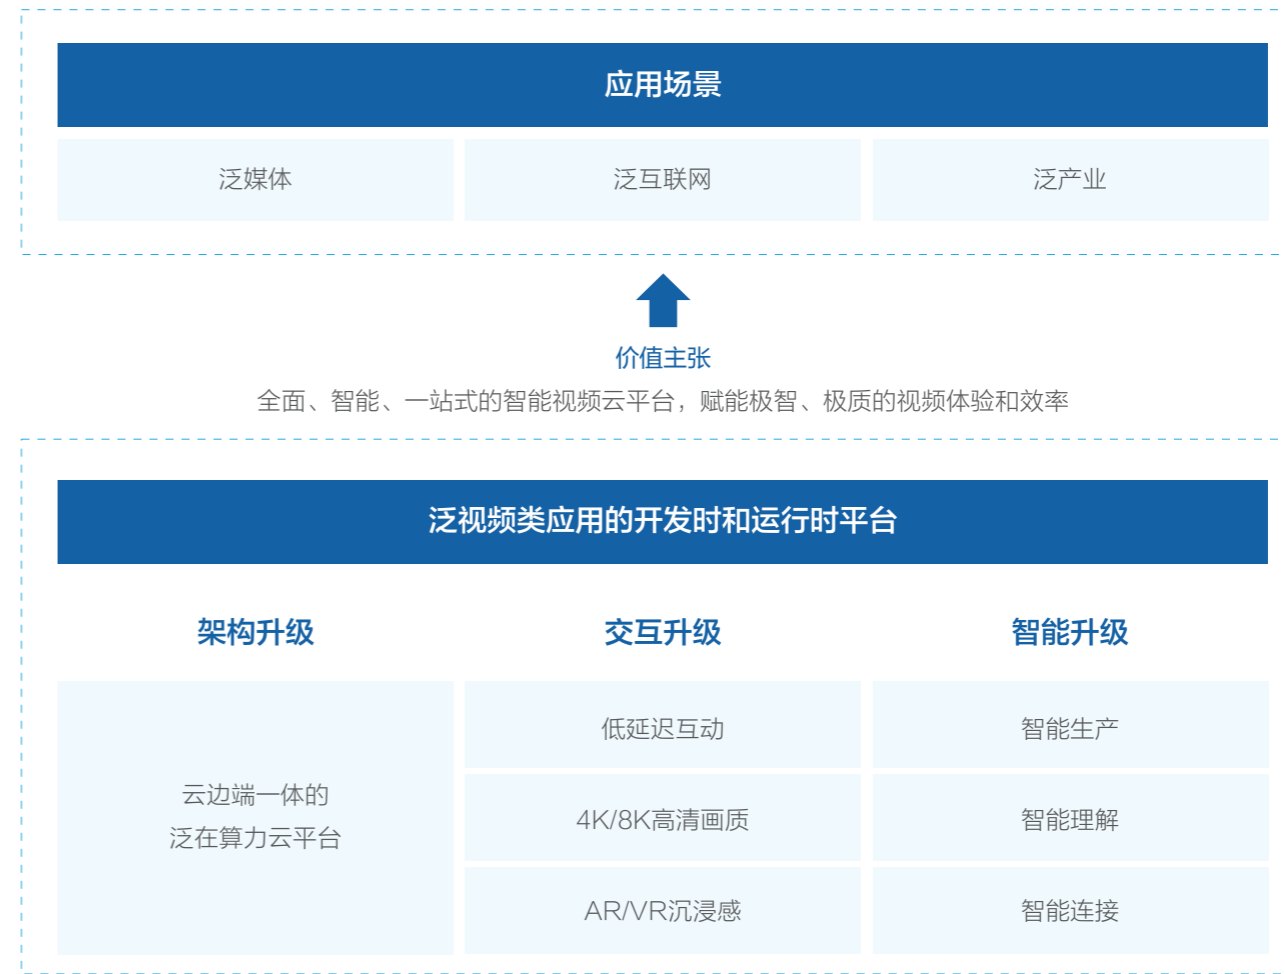 应用场景
泛媒体
泛互联网
泛产业
价值主张
全面、智能、一站式的智能视频云平台，赋能极智、极质的视频体验和效率
泛视频类应用的开发时和运行时平台
架构升级
交互升级
智能升级
云边端一体的
泛在算力云平台
低延迟互动
4K/8K高清画质
AR/VR沉浸感
智能生产
智能理解
智能连接